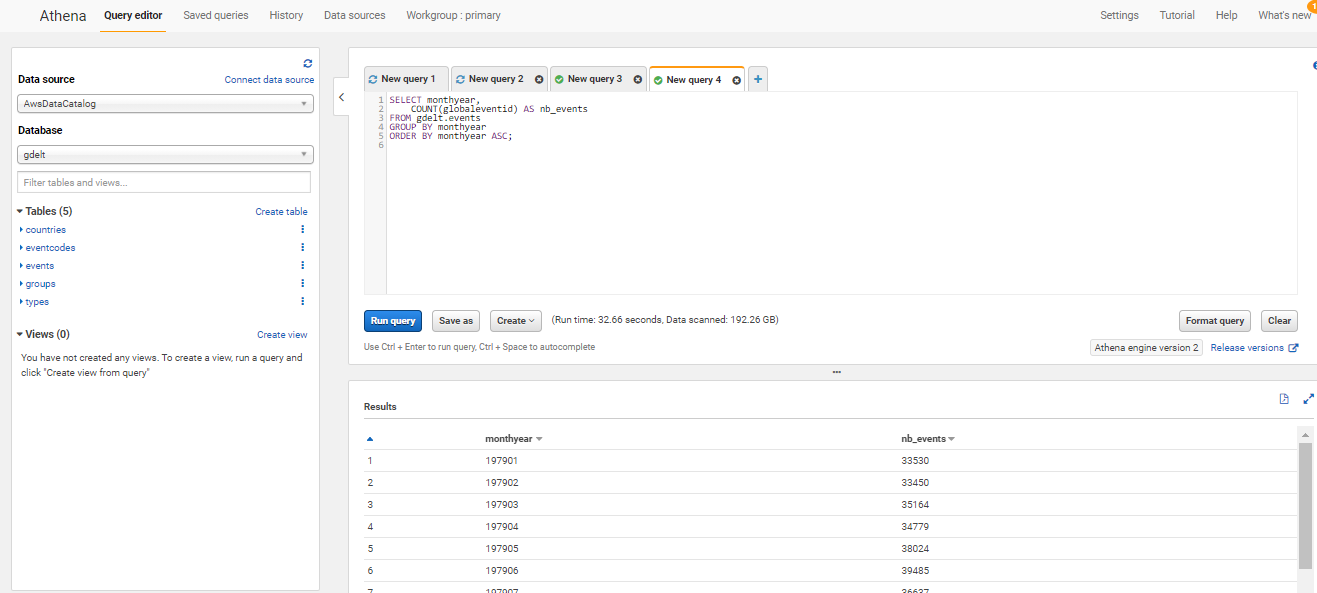 Athena Query editor Saved queries History Data sources Workgroup : primary Settings Tutorial Help What's new 1
Data source Connect data source
AwsDataCatalog
Database
gdelt
Filter tables and views...
Tables (5) Create table
countries
eventcodes
events
groups
types
Views (0) Create view
You have not created any views. To create a view, run a query and
click "Create view from query"
New query 1 New query 2 New query 3 New query 4 +
1 SELECT monthyear,
2 COUNT(globaleventid) AS nb_events
3 FROM gdelt.events
4 GROUP BY monthyear
5 ORDER BY monthyear ASC;
6
Run query Save as Create (Run time: 32.66 seconds, Data scanned: 192.26 GB) Format query Clear
Use Ctrl + Enter to run query, Ctrl + Space to autocomplete Athena engine version 2 Release versions
Results
monthyear nb_events
1 197901 33530
2 197902 33450
3 197903 35164
4 197904 34779
5 197905 38024
6 197906 39485
7 197907 36637